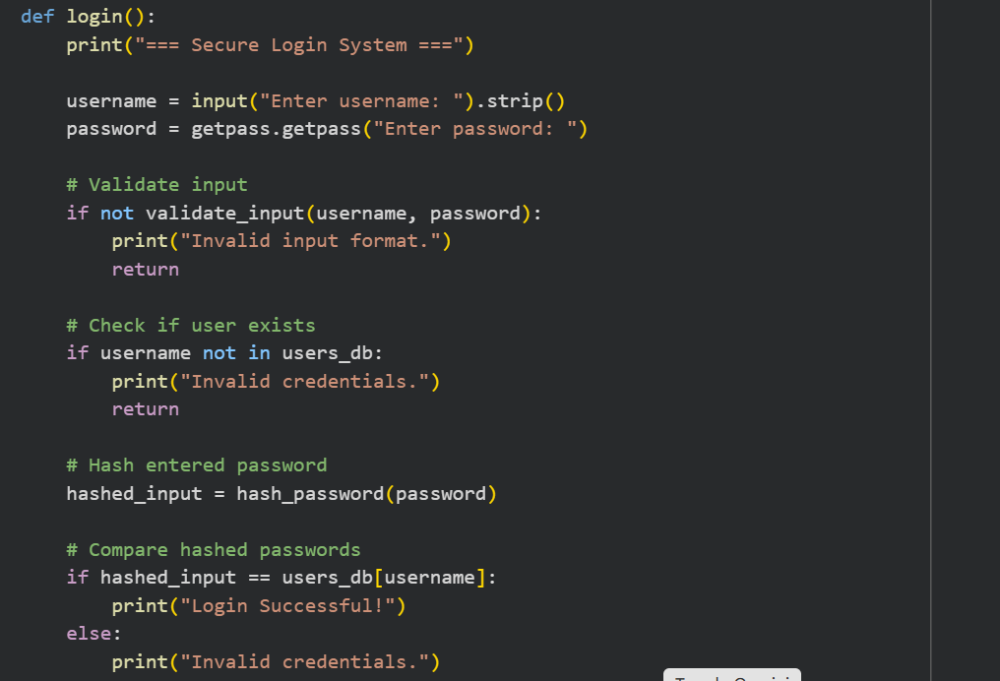 def login():
    print("=== Secure Login System ===")

    username = input("Enter username: ").strip()
    password = getpass.getpass("Enter password: ")

    # Validate input
    if not validate_input(username, password):
        print("Invalid input format.")
        return

    # Check if user exists
    if username not in users_db:
        print("Invalid credentials.")
        return

    # Hash entered password
    hashed_input = hash_password(password)

    # Compare hashed passwords
    if hashed_input == users_db[username]:
        print("Login Successful!")
    else:
        print("Invalid credentials.")